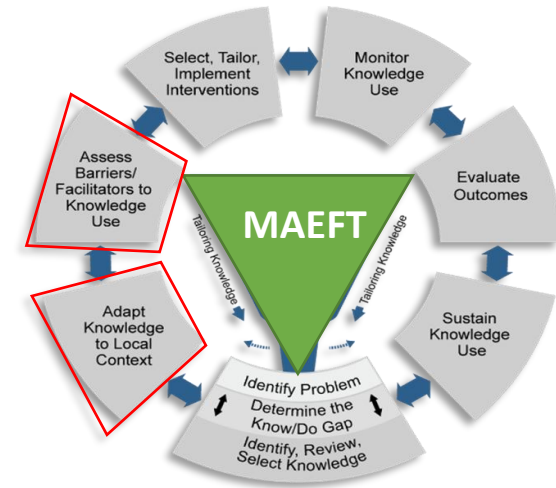 Select, Tailor,
Implement
Interventions
Monitor
Knowledge
Use
Assess
Barriers/
Facilitators to
Knowledge
Use
Evaluate
Outcomes
MAEFT
Tailoring Knowledge
Tailoring Knowledge
Adapt
Knowledge
to Local
Context
Sustain
Knowledge
Use
Identify Problem
Determine the
Know/Do Gap
Identify, Review,
Select Knowledge